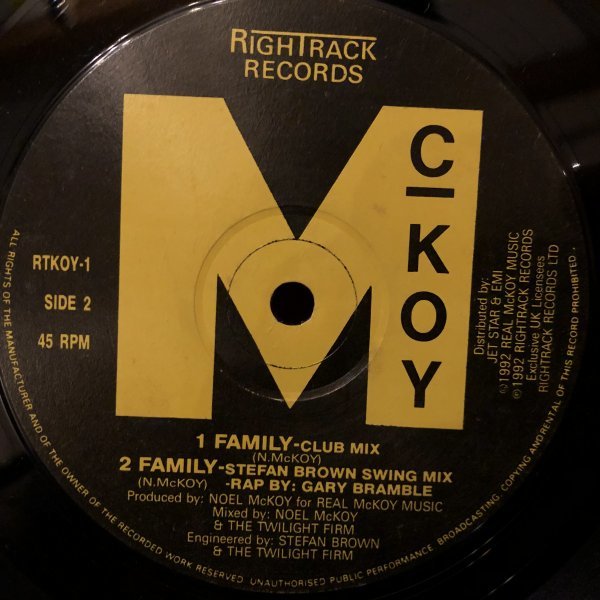 RIGHTRACK
RECORDS
McKOY
RTKOY-1
SIDE 2
45 RPM
Distributed by:
JET STAR & EMI
℗1992 REAL McKOY MUSIC
©1992 RIGHTRACK RECORDS
Exclusive UK Licensees
RIGHTRACK RECORDS LTD
1 FAMILY-CLUB MIX
(N.McKOY)
2 FAMILY-STEFAN BROWN SWING MIX
(N.McKOY) -RAP BY: GARY BRAMBLE
Produced by: NOEL McKOY for REAL McKOY MUSIC
Mixed by: NOEL McKOY
& THE TWILIGHT FIRM
Engineered by: STEFAN BROWN
& THE TWILIGHT FIRM
ALL RIGHTS OF THE MANUFACTURER AND OF THE OWNER OF THE RECORDED WORK RESERVED. UNAUTHORISED PUBLIC PERFORMANCE, BROADCASTING, COPYING AND RENTAL OF THIS RECORD PROHIBITED.